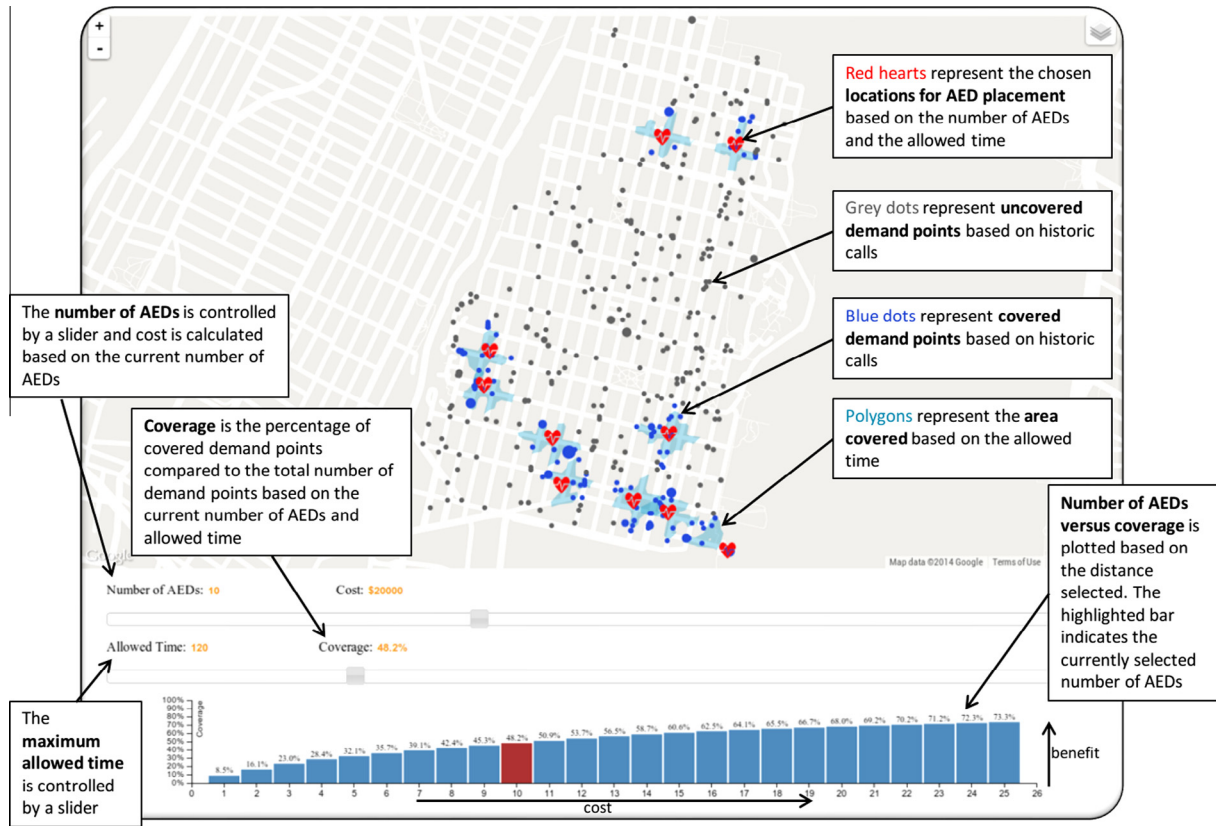 +
-
Red hearts represent the chosen
locations for AED placement
based on the number of AEDs
and the allowed time
Grey dots represent uncovered
demand points based on historic
calls
The number of AEDs is controlled
by a slider and cost is calculated
based on the current number of
AEDs
Blue dots represent covered
demand points based on historic
calls
Coverage is the percentage of
covered demand points
compared to the total number of
demand points based on the
current number of AEDs and
allowed time
Polygons represent the area
covered based on the allowed
time
Number of AEDs
versus coverage is
plotted based on
the distance
selected. The
highlighted bar
indicates the
currently selected
number of AEDs
Google
Map data ©2014 Google
Terms of Use
Number of AEDs: 10
Cost: $20000
Allowed Time: 120
Coverage: 48.2%
The
maximum
allowed time
is controlled
by a slider
100%
90%
80%
70%
60%
50%
40%
30%
20%
10%
0%
Coverage
8.5% 16.1% 23.0% 28.4% 32.1% 35.7% 39.1% 42.4% 45.3% 48.2% 50.9% 53.7% 56.5% 58.7% 60.6% 62.5% 64.1% 65.5% 66.7% 68.0% 69.2% 70.2% 71.2% 72.3% 73.3%
0 1 2 3 4 5 6 7 8 9 10 11 12 13 14 15 16 17 18 19 20 21 22 23 24 25 26
cost
benefit